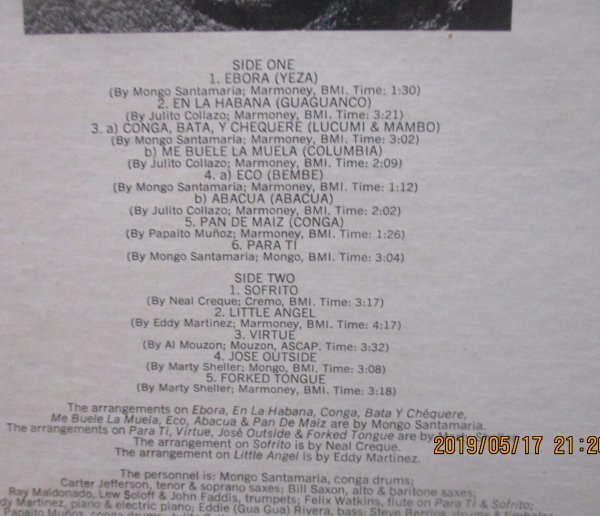 SIDE ONE
1. EBORA (YEZA)
(By Mongo Santamaria; Marmoney, BMI. Time: 1:30)
2. EN LA HABANA (GUAGUANCO)
(By Julito Collazo; Marmoney, BMI. Time: 3:21)
3. a) CONGA, BATA, Y CHEQUERE (LUCUMI & MAMBO)
(By Mongo Santamaria; Marmoney, BMI. Time: 3:02)
b) ME BUELE LA MUELA (COLUMBIA)
(By Julito Collazo; Marmoney, BMI. Time: 2:09)
4. a) ECO (BEMBE)
(By Mongo Santamaria; Marmoney, BMI. Time: 1:12)
b) ABACUA (ABACUA)
(By Julito Collazo; Marmoney, BMI. Time: 2:02)
5. PAN DE MAIZ (CONGA)
(By Papaito Muñoz; Marmoney, BMI. Time: 1:26)
6. PARA TI
(By Mongo Santamaria; Mongo, BMI. Time: 3:04)
SIDE TWO
1. SOFRITO
(By Neal Creque; Cremo, BMI. Time: 3:17)
2. LITTLE ANGEL
(By Eddy Martinez; Marmoney, BMI. Time: 4:17)
3. VIRTUE
(By Al Mouzon; Mouzon, ASCAP. Time: 3:32)
4. JOSE OUTSIDE
(By Marty Sheller; Mongo, BMI. Time: 3:08)
5. FORKED TONGUE
(By Marty Sheller; Marmoney, BMI. Time: 3:18)
The arrangements on Ebora, En La Habana, Conga, Bata Y Chéquere,
Me Buele La Muela, Eco, Abacua & Pan De Maiz are by Mongo Santamaria.
The arrangements on Para Ti, Virtue, José Outside & Forked Tongue are by
The arrangement on Sofrito is by Neal Creque.
The arrangement on Little Angel is by Eddy Martinez.
2019/05/17 21:20
The personnel is: Mongo Santamaria, conga drums;
Carter Jefferson, tenor & soprano saxes; Bill Saxon, alto & baritone saxes;
Ray Maldonado, Lew Soloff & John Faddis, trumpets; Felix Watkins, flute on Para Ti & Sofrito;
Martinez, piano & electric piano; Eddie (Gua Gua) Rivera, bass; Steve Berrios, drums &
Muñoz, conga